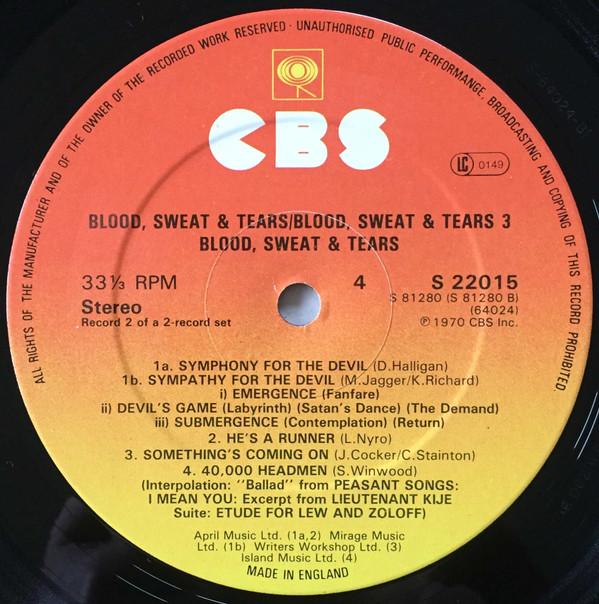 ALL RIGHTS OF THE MANUFACTURER AND OF THE OWNER OF THE RECORDED WORK RESERVED · UNAUTHORISED PUBLIC PERFORMANCE, BROADCASTING AND COPYING OF THIS RECORD PROHIBITED.
CBS
LC 0149
BLOOD, SWEAT & TEARS/BLOOD, SWEAT & TEARS 3
BLOOD, SWEAT & TEARS
33⅓ RPM 4 S 22015
Stereo S 81280 (S 81280 B)
Record 2 of a 2-record set (64024)
℗ 1970 CBS Inc.
1a. SYMPHONY FOR THE DEVIL (D.Halligan)
1b. SYMPATHY FOR THE DEVIL (M.Jagger/K.Richard)
i) EMERGENCE (Fanfare)
ii) DEVIL'S GAME (Labyrinth) (Satan's Dance) (The Demand)
iii) SUBMERGENCE (Contemplation) (Return)
2. HE'S A RUNNER (L.Nyro)
3. SOMETHING'S COMING ON (J.Cocker/C.Stainton)
4. 40,000 HEADMEN (S.Winwood)
(Interpolation: "Ballad" from PEASANT SONGS:
I MEAN YOU: Excerpt from LIEUTENANT KIJE
Suite: ETUDE FOR LEW AND ZOLOFF)
April Music Ltd. (1a,2) Mirage Music
Ltd. (1b) Writers Workshop Ltd. (3)
Island Music Ltd. (4)
MADE IN ENGLAND